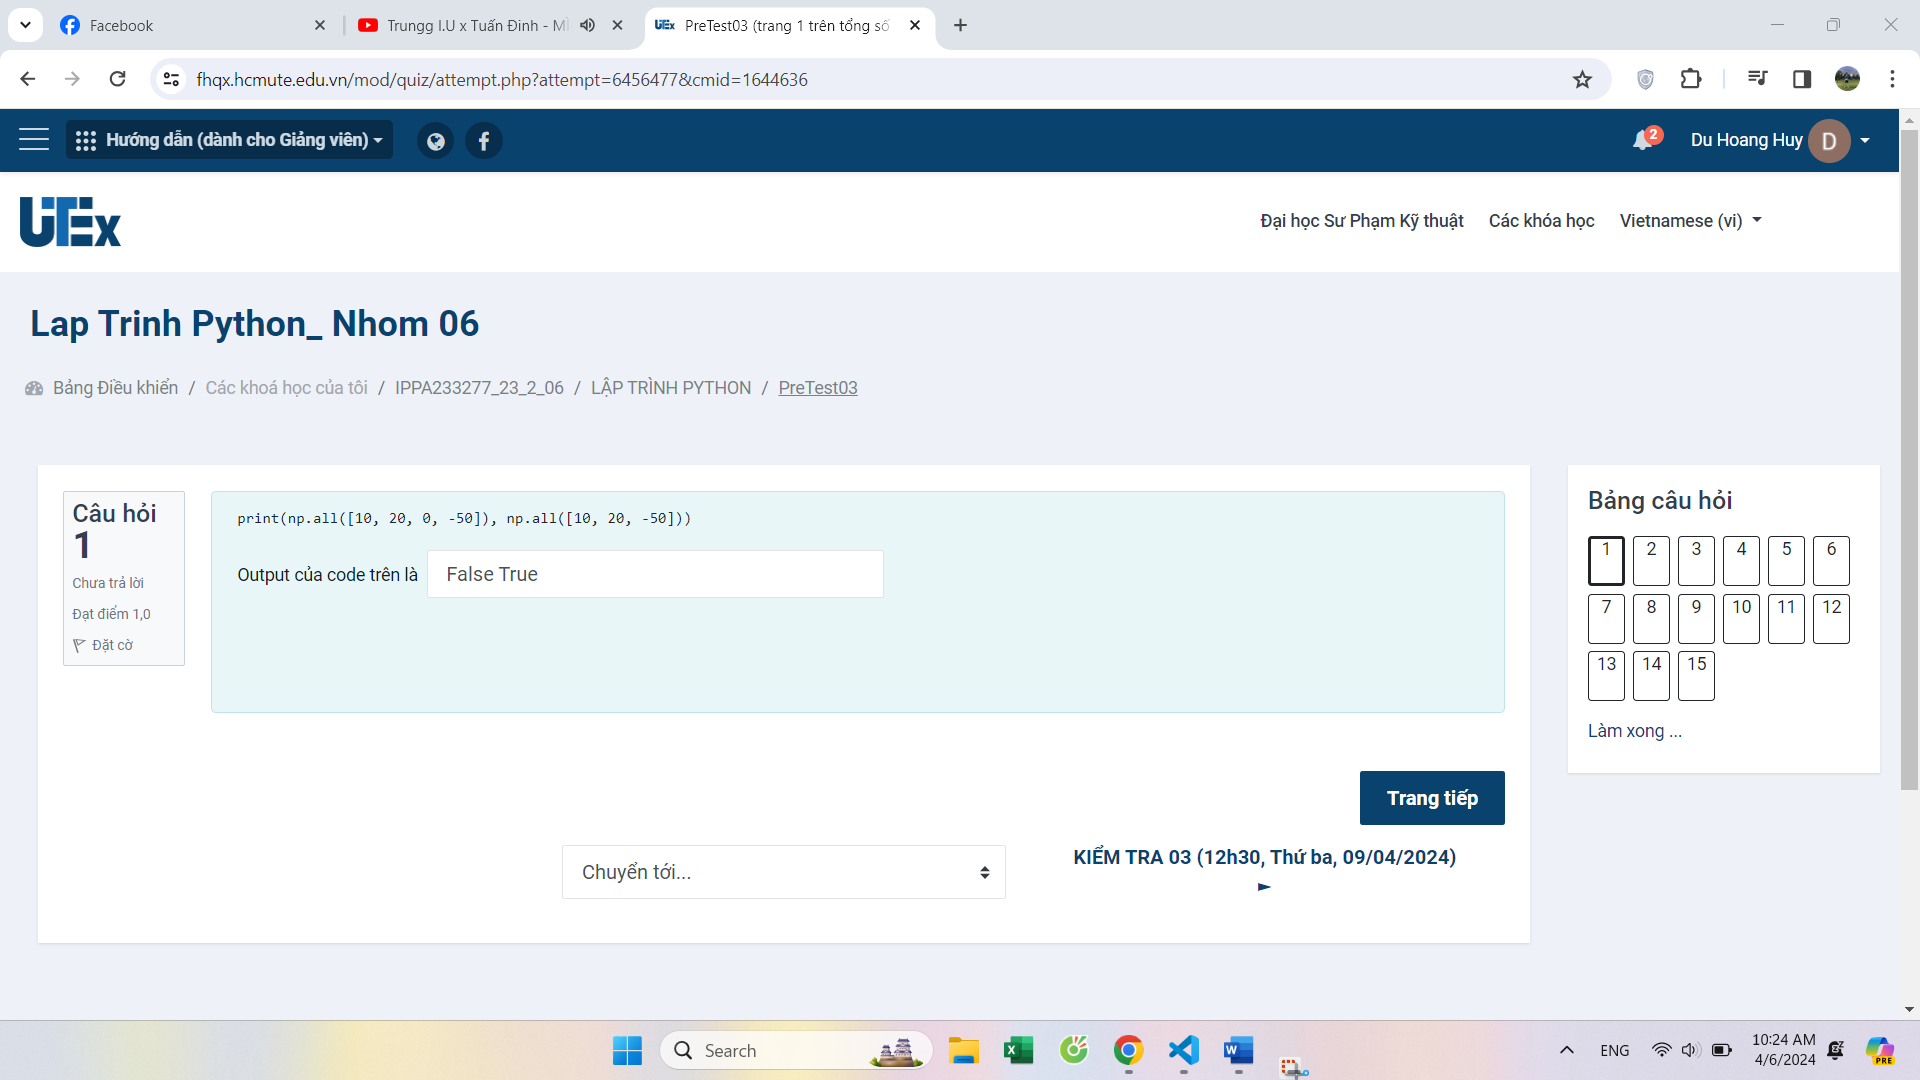 Facebook
Trungg I.U x Tuấn Đinh - M
PreTest03 (trang 1 trên tổng số
fhqx.hcmute.edu.vn/mod/quiz/attempt.php?attempt=6456477&cmid=1644636
Hướng dẫn (dành cho Giảng viên)
2
Du Hoang Huy
D
UTEx
Đại học Sư Phạm Kỹ thuật
Các khóa học
Vietnamese (vi)
Lap Trinh Python_ Nhom 06
Bảng Điều khiển / Các khoá học của tôi / IPPA233277_23_2_06 / LẬP TRÌNH PYTHON / PreTest03
Câu hỏi
1
Chưa trả lời
Đạt điểm 1,0
Đặt cờ
print(np.all([10, 20, 0, -50]), np.all([10, 20, -50]))
Output của code trên là
False True
Bảng câu hỏi
1 2 3 4 5 6
7 8 9 10 11 12
13 14 15
Làm xong ...
Trang tiếp
Chuyển tới...
KIỂM TRA 03 (12h30, Thứ ba, 09/04/2024)
►
Search
ENG
10:24 AM
4/6/2024
PRE